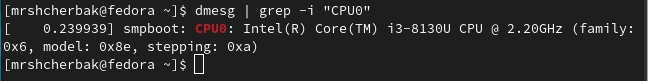 [mrshcherbak@fedora ~]$ dmesg | grep -i "CPU0"
[    0.239939] smpboot: CPU0: Intel(R) Core(TM) i3-8130U CPU @ 2.20GHz (family:
0x6, model: 0x8e, stepping: 0xa)
[mrshcherbak@fedora ~]$